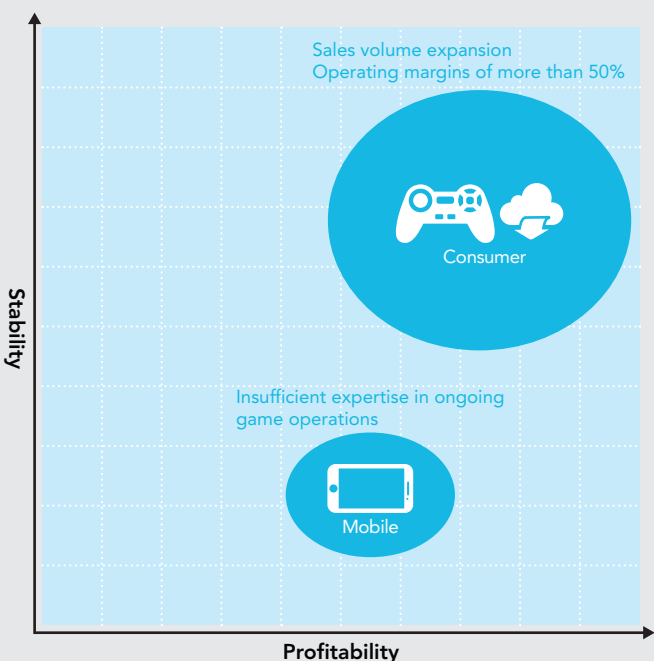 Sales volume expansion
Operating margins of more than 50%
Consumer
Stability
Insufficient expertise in ongoing
game operations
Mobile
Profitability